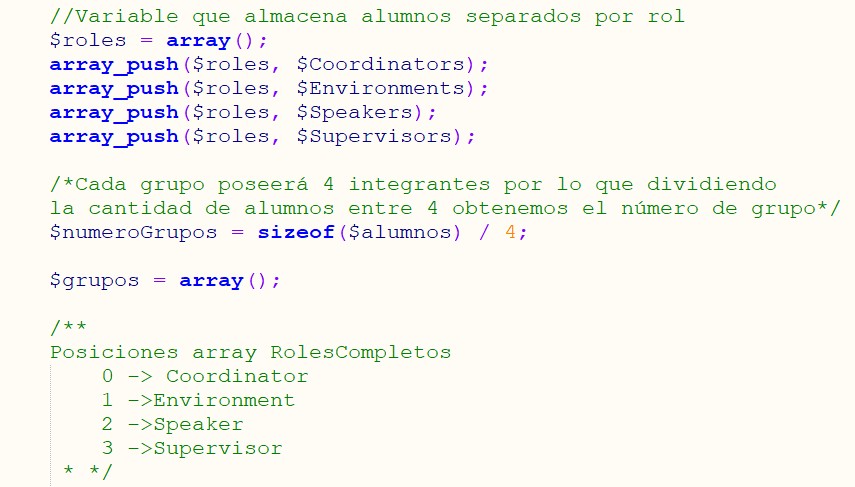 //Variable que almacena alumnos separados por rol
$roles = array();
array_push($roles, $Coordinators);
array_push($roles, $Environments);
array_push($roles, $Speakers);
array_push($roles, $Supervisors);
/*Cada grupo poseerá 4 integrantes por lo que dividiendo
la cantidad de alumnos entre 4 obtenemos el número de grupo*/
$numeroGrupos = sizeof($alumnos) / 4;
$grupos = array();
/**
Posiciones array RolesCompletos
0 -> Coordinator
1 ->Environment
2 ->Speaker
3 ->Supervisor
* */